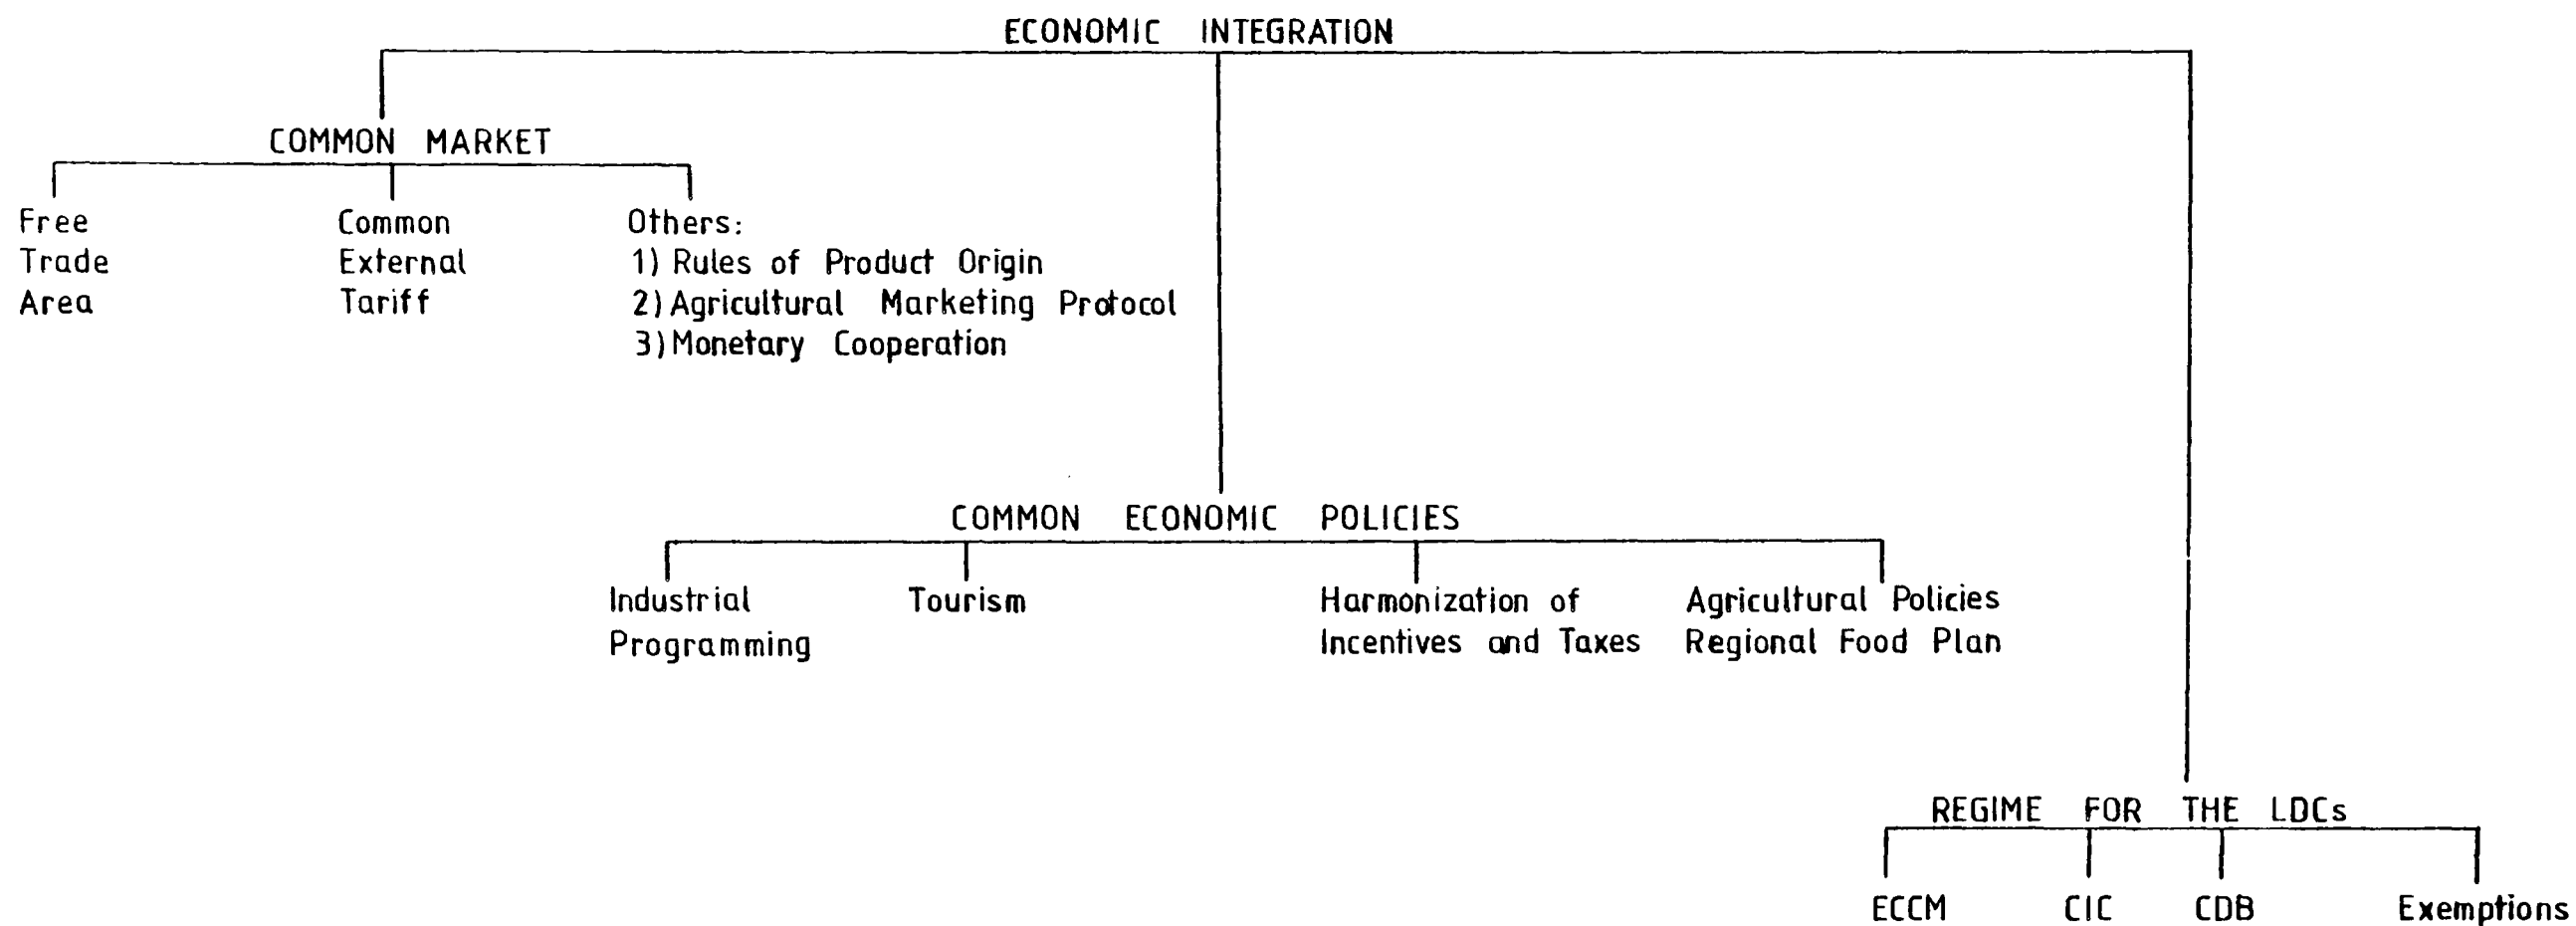 ECONOMIC INTEGRATION
COMMON MARKET
Free
Trade
Area
Common
External
Tariff
Others:
1) Rules of Product Origin
2) Agricultural Marketing Protocol
3) Monetary Cooperation
COMMON ECONOMIC POLICIES
Industrial
Programming
Tourism
Harmonization of
Incentives and Taxes
Agricultural Policies
Regional Food Plan
REGIME FOR THE LDCs
ECCM
CIC
CDB
Exemptions